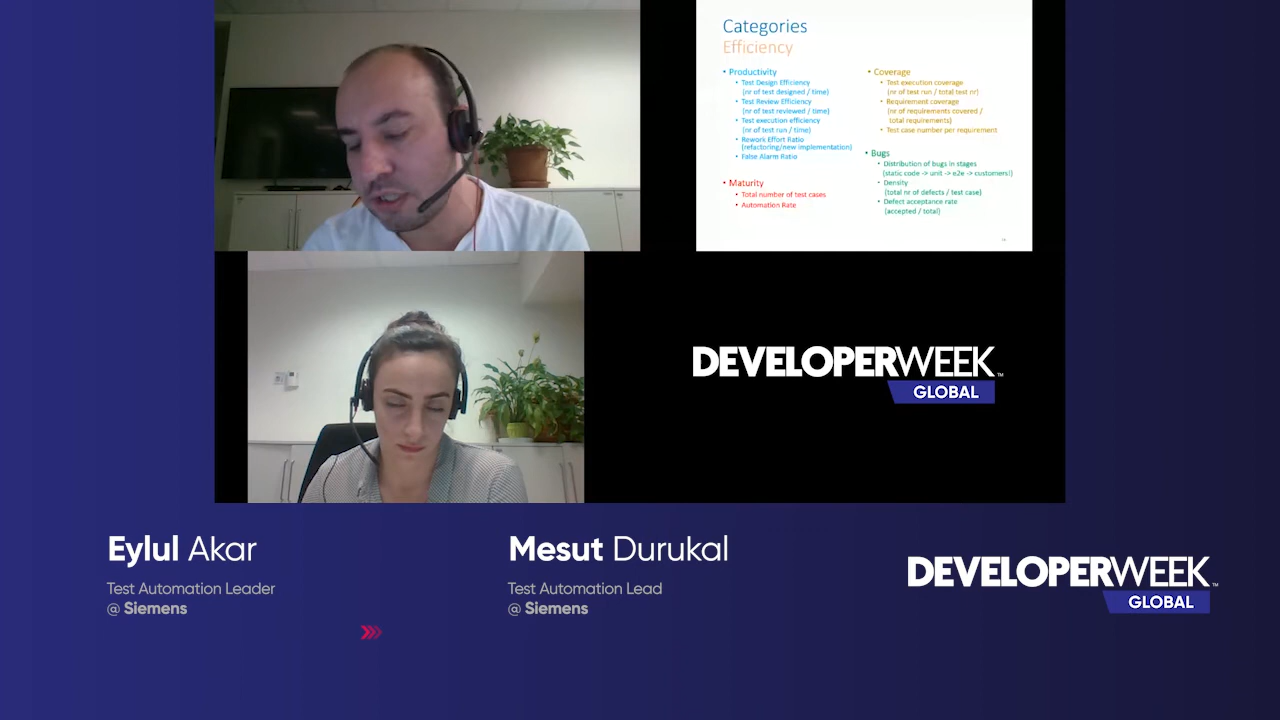 Categories
Efficiency
• Productivity
• Test Design Efficiency
(nr of test designed / time)
• Test Review Efficiency
(nr of test reviewed / time)
• Test execution efficiency
(nr of test run / time)
• Rework Effort Ratio
(refactoring/new implementation)
• False Alarm Ratio
• Maturity
• Total number of test cases
• Automation Rate
• Coverage
• Test execution coverage
(nr of test run / total test nr)
• Requirement coverage
(nr of requirements covered /
total requirements)
• Test case number per requirement
• Bugs
• Distribution of bugs in stages
(static code -> unit -> e2e -> customers!)
• Density
(total nr of defects / test case)
• Defect acceptance rate
(accepted / total)
DEVELOPERWEEK™
GLOBAL
Eylul Akar
Test Automation Leader
@ Siemens
Mesut Durukal
Test Automation Lead
@ Siemens
DEVELOPERWEEK™
GLOBAL